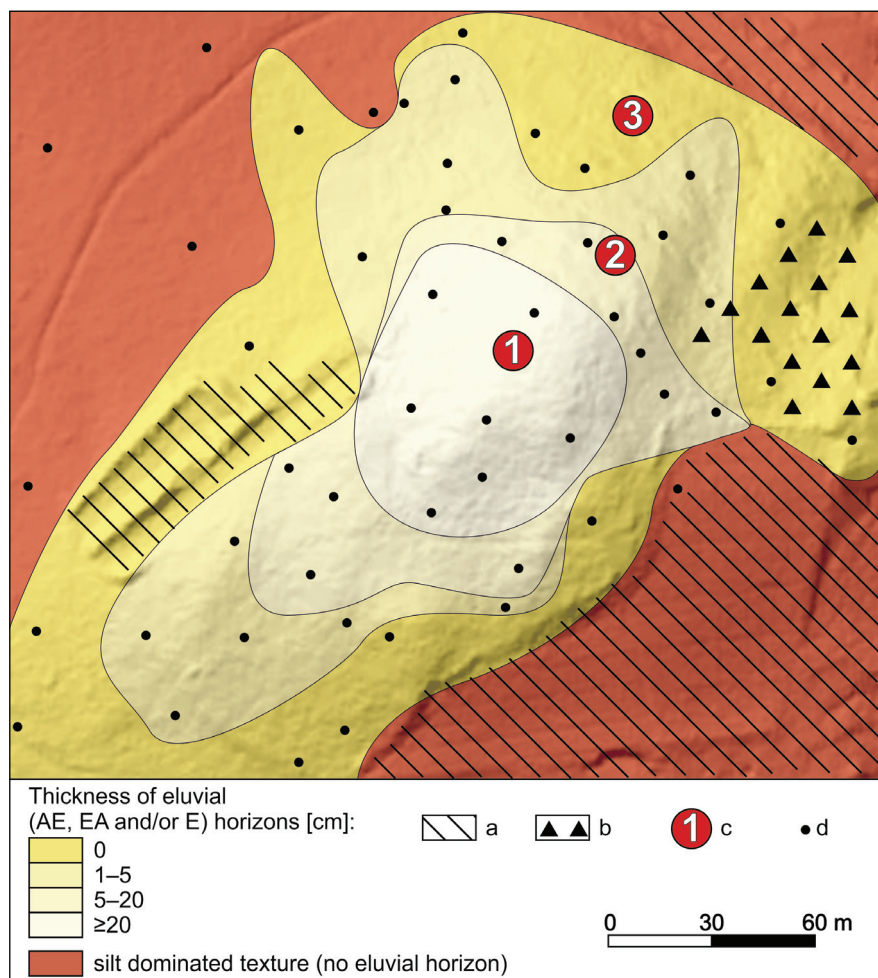 3
2
1
Thickness of eluvial
(AE, EA and/or E) horizons [cm]:
0
1–5
5–20
≥20
silt dominated texture (no eluvial horizon)
a
b
1 c
d
0 30 60 m